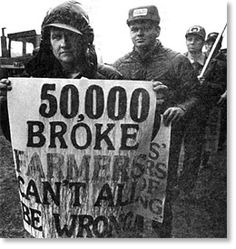 50,000
BROKE
FARMERS
CAN'T ALL
BE WRONG